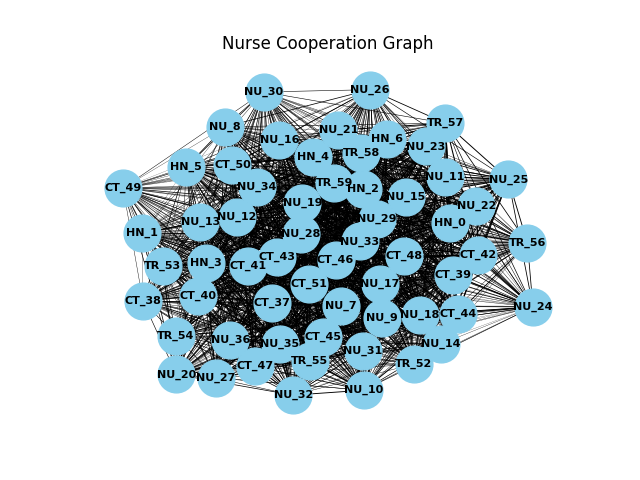 Nurse Cooperation Graph
NU_30
NU_26
NU_8
TR_57
NU_21
NU_16
HN_6
NU_23
HN_4
TR_58
HN_5
CT_50
NU_11
NU_25
TR_59
CT_49
NU_34
HN_2
NU_15
NU_19
NU_22
NU_13
NU_12
NU_29
HN_0
HN_1
NU_28
NU_33
TR_56
CT_43
CT_46
CT_48
CT_42
TR_53
HN_3
CT_41
CT_39
CT_51
NU_17
CT_40
CT_38
CT_37
NU_7
NU_24
NU_9
NU_18
CT_44
TR_54
NU_36
NU_35
CT_45
NU_14
NU_31
CT_47
TR_55
TR_52
NU_20
NU_27
NU_32
NU_10